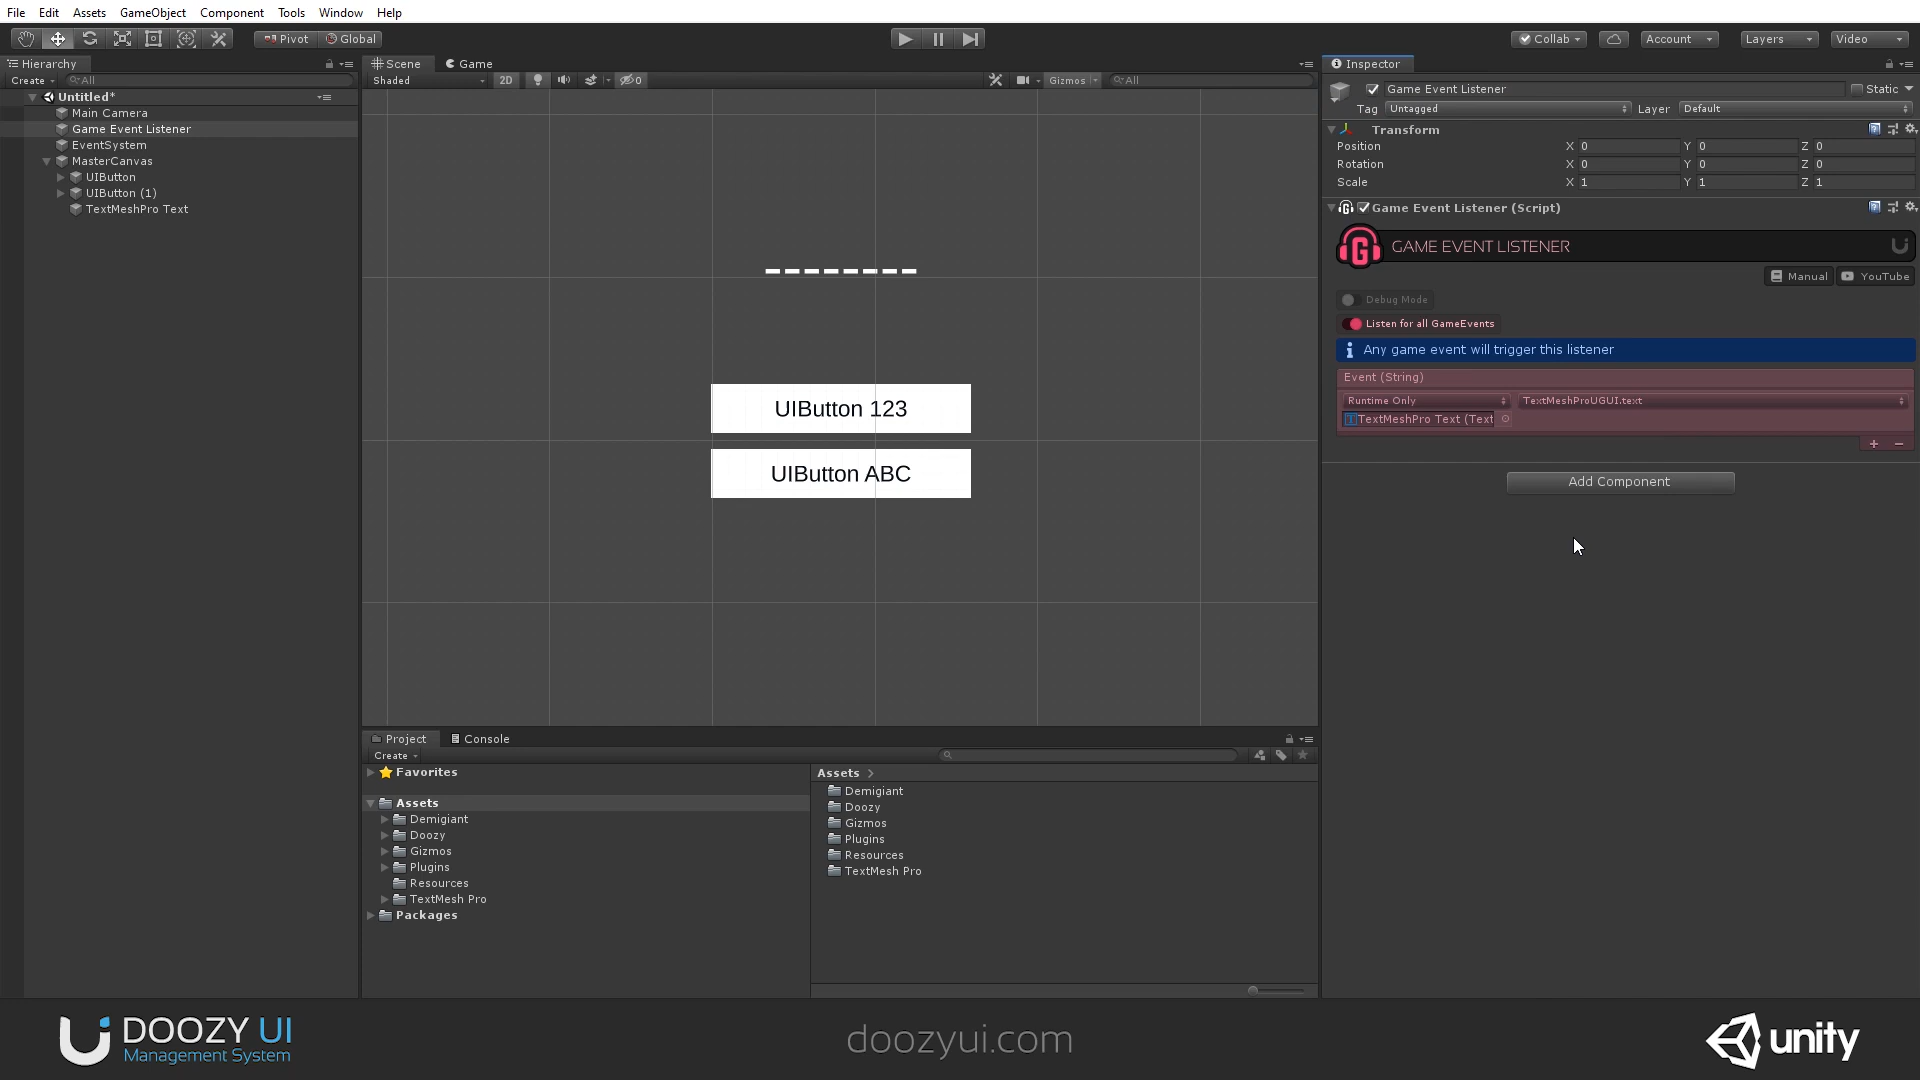 File Edit Assets GameObject Component Tools Window Help
Pivot Global
Collab
Account
Layers
Video
Hierarchy
Create
All
Untitled*
Main Camera
Game Event Listener
EventSystem
MasterCanvas
UIButton
UIButton (1)
TextMeshPro Text
Scene
Game
Shaded
2D
0
Gizmos
All
UIButton 123
UIButton ABC
Project
Console
Create
Favorites
Assets
Demigiant
Doozy
Gizmos
Plugins
Resources
TextMesh Pro
Packages
Assets
Demigiant
Doozy
Gizmos
Plugins
Resources
TextMesh Pro
Inspector
Game Event Listener
Static
Tag Untagged
Layer Default
Transform
Position X 0 Y 0 Z 0
Rotation X 0 Y 0 Z 0
Scale X 1 Y 1 Z 1
Game Event Listener (Script)
GAME EVENT LISTENER
Manual
YouTube
Debug Mode
Listen for all GameEvents
Any game event will trigger this listener
Event (String)
Runtime Only
TextMeshProUGUI.text
TextMeshPro Text (Text
+ −
Add Component
DOOZY UI
Management System
doozyui.com
unity